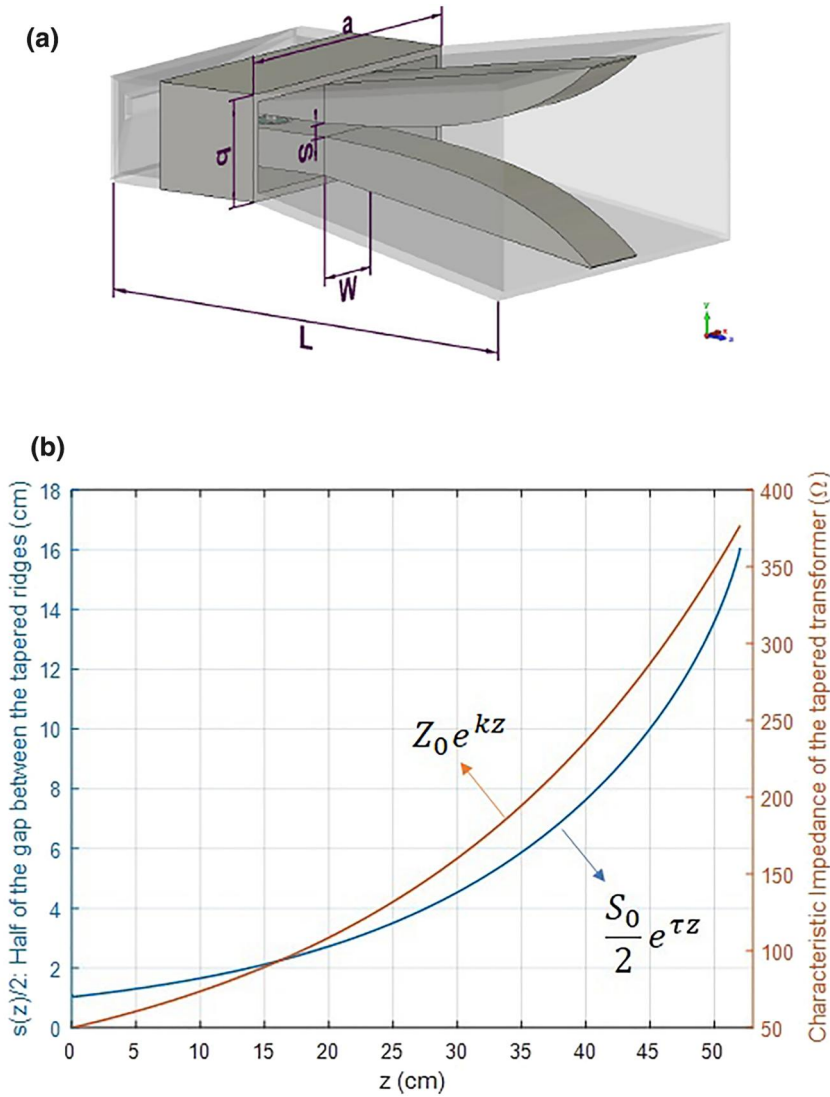 (a)
a
b
S
W
L
y
x
z
(b)
s(z)/2: Half of the gap between the tapered ridges (cm)
18
16
14
12
10
8
6
4
2
0
Characteristic Impedance of the tapered transformer (Ω)
400
350
300
250
200
150
100
50
Z₀e^{kz}
S₀/2 e^{τz}
0 5 10 15 20 25 30 35 40 45 50
z (cm)